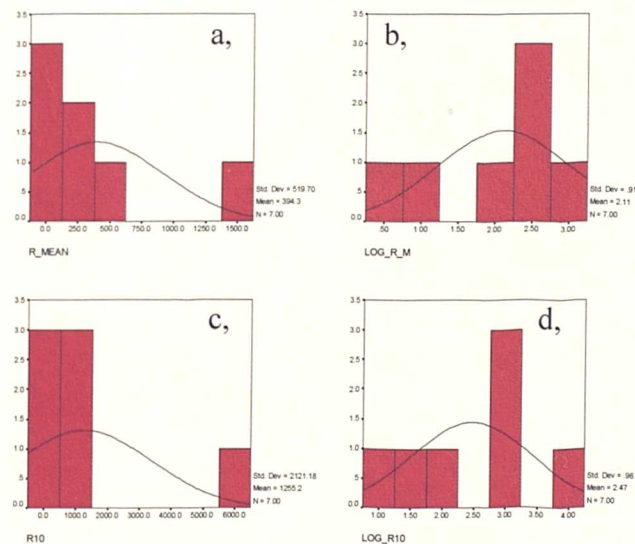 a,
3.5
3.0
2.5
2.0
1.5
1.0
.5
0.0
0.0 250.0 500.0 750.0 1000.0 1250.0 1500.0
R_MEAN
Std. Dev = 519.70
Mean = 394.3
N = 7.00
b,
3.5
3.0
2.5
2.0
1.5
1.0
.5
0.0
.50 1.00 1.50 2.00 2.50 3.00
LOG_R_M
Std. Dev = .91
Mean = 2.11
N = 7.00
c,
3.5
3.0
2.5
2.0
1.5
1.0
.5
0.0
0.0 1000.0 2000.0 3000.0 4000.0 5000.0 6000.0
R10
Std. Dev = 2121.18
Mean = 1255.2
N = 7.00
d,
3.5
3.0
2.5
2.0
1.5
1.0
.5
0.0
1.00 1.50 2.00 2.50 3.00 3.50 4.00
LOG_R10
Std. Dev = .96
Mean = 2.47
N = 7.00